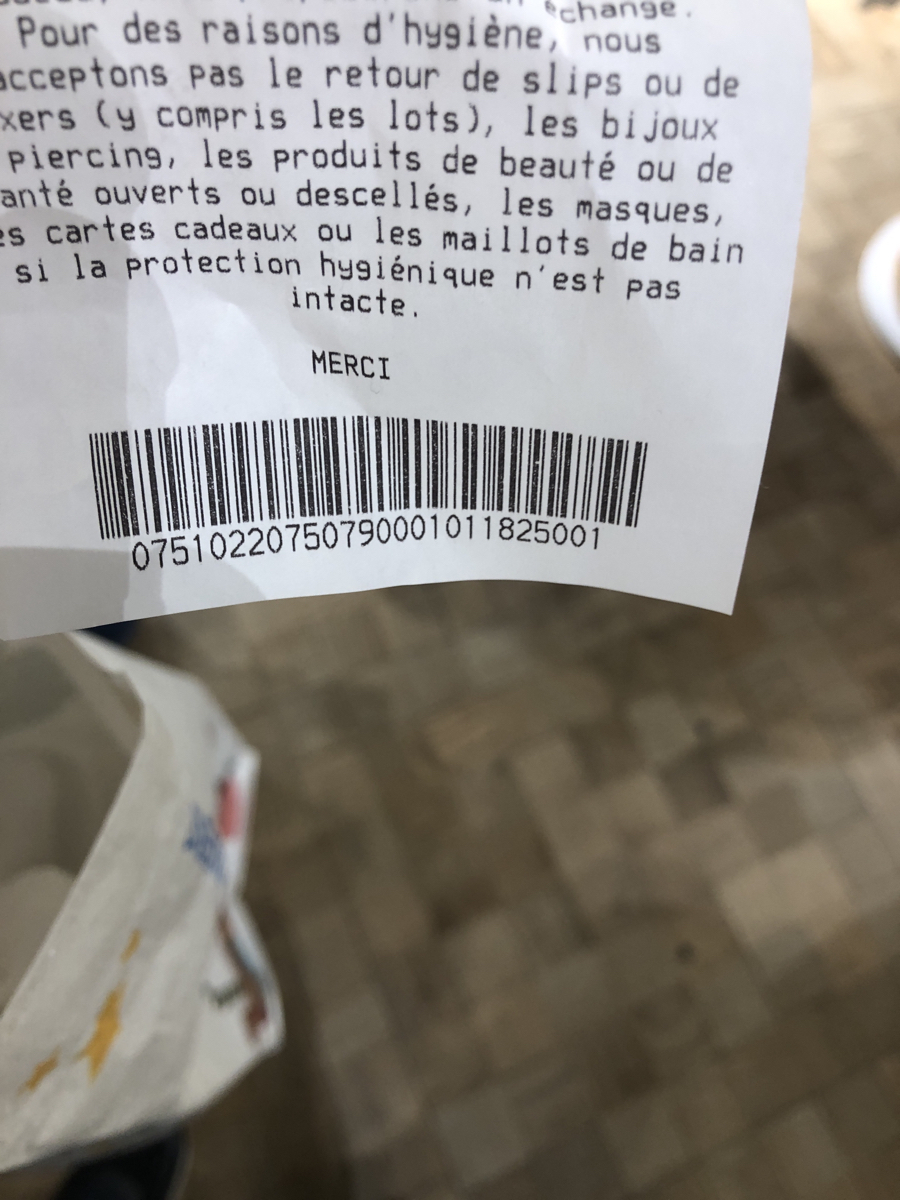 échange.
Pour des raisons d'hygiène, nous
acceptons pas le retour de slips ou de
xers (y compris les lots), les bijoux
piercing, les produits de beauté ou de
anté ouverts ou descellés, les masques,
es cartes cadeaux ou les maillots de bain
si la protection hygiénique n'est pas
intacte.
MERCI
07510220750790001011825001